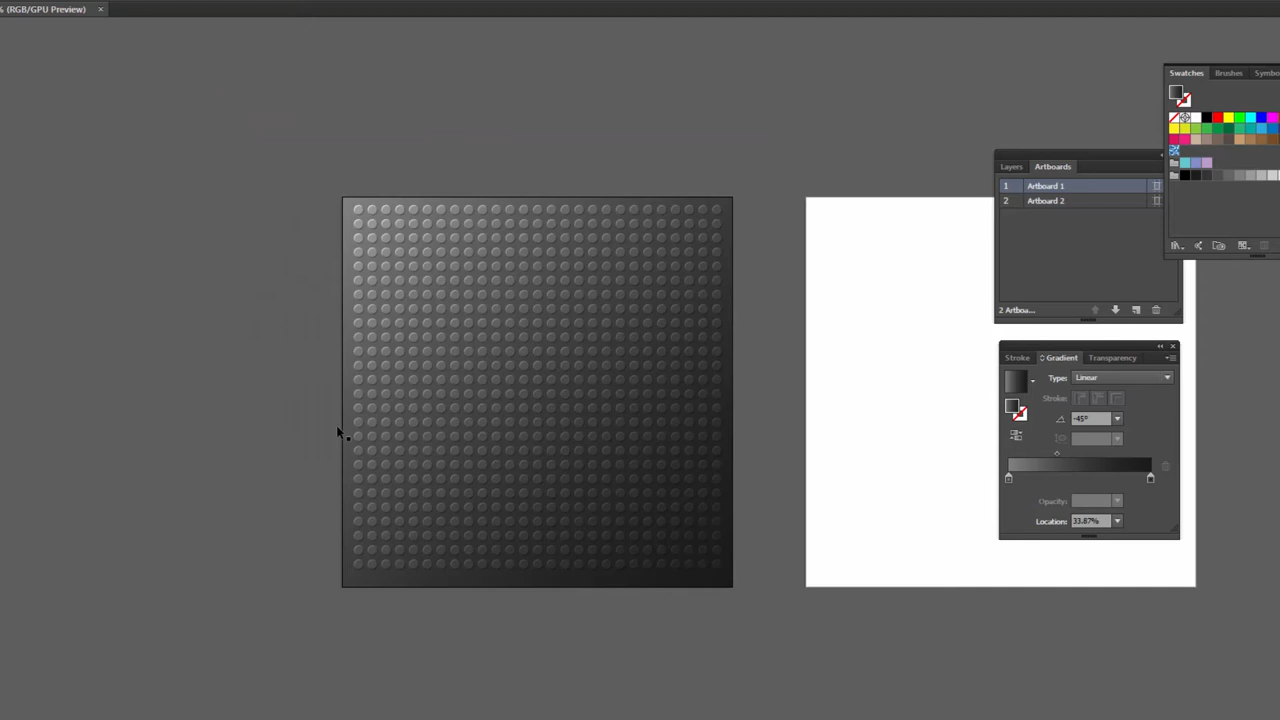 % (RGB/GPU Preview) ×
Swatches Brushes Symbo
Layers Artboards
1 Artboard 1
2 Artboard 2
2 Artboa...
Stroke Gradient Transparency
Type: Linear
Stroke:
-45°
Opacity:
Location: 33.87%